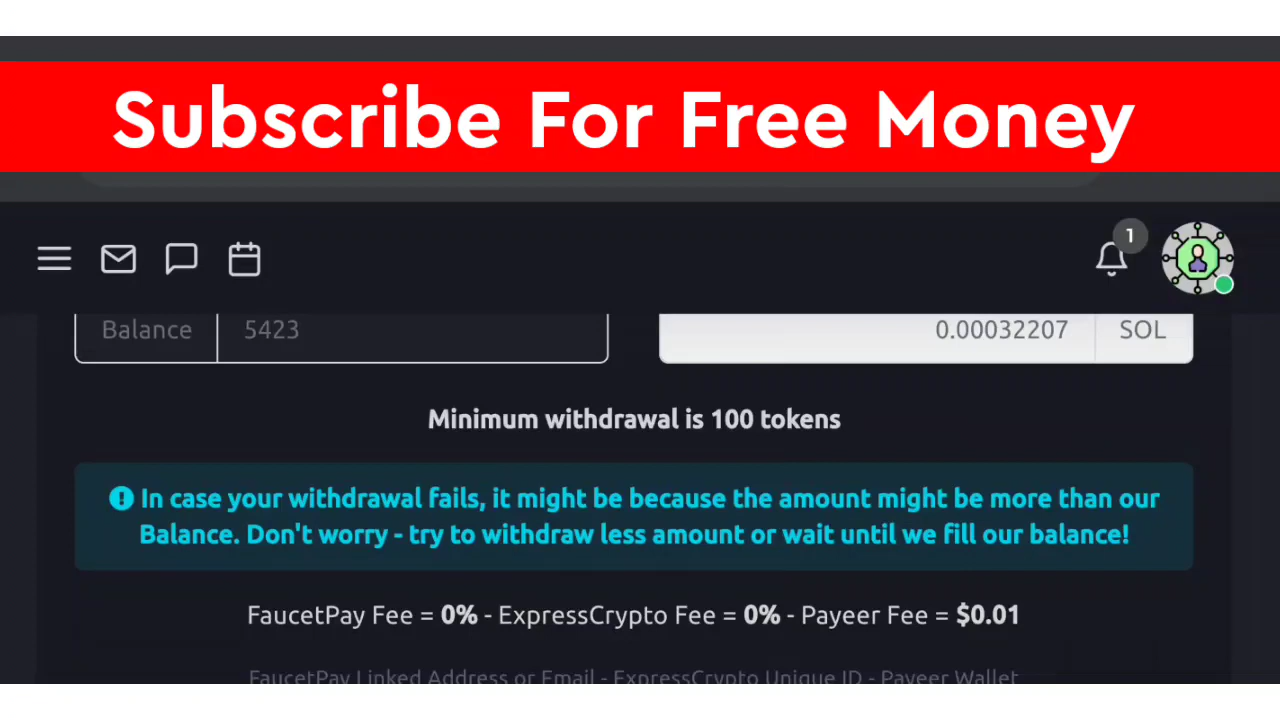 Subscribe For Free Money
1
Balance 5423 0.00032207 SOL
Minimum withdrawal is 100 tokens
In case your withdrawal fails, it might be because the amount might be more than our
Balance. Don't worry - try to withdraw less amount or wait until we fill our balance!
FaucetPay Fee = 0% - ExpressCrypto Fee = 0% - Payeer Fee = $0.01
FaucetPay Linked Address or Email - ExpressCrypto Unique ID - Payeer Wallet